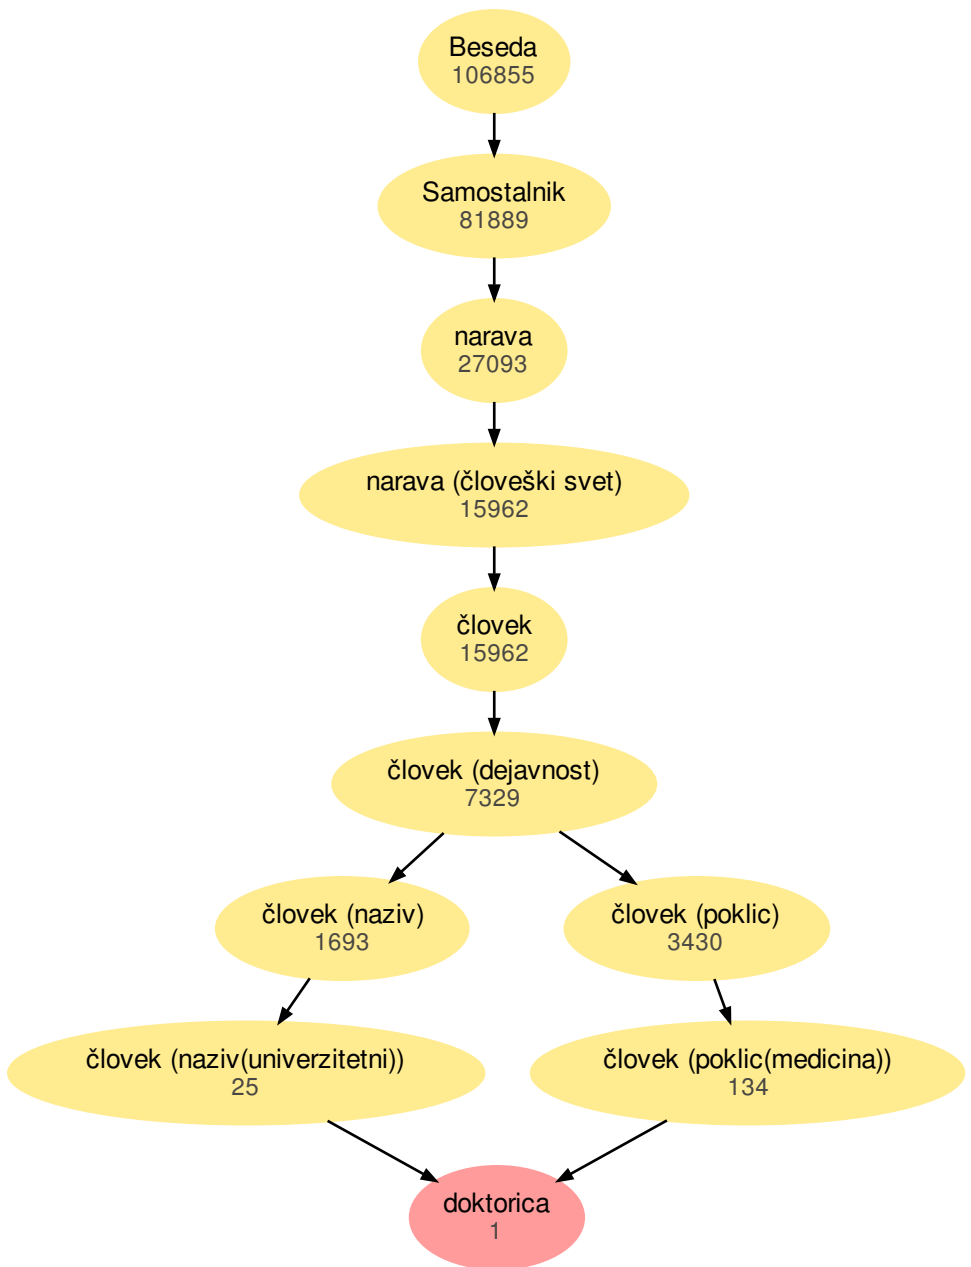 Beseda
106855
Samostalnik
81889
narava
27093
narava (človeški svet)
15962
človek
15962
človek (dejavnost)
7329
človek (naziv)
1693
človek (poklic)
3430
človek (naziv(univerzitetni))
25
človek (poklic(medicina))
134
doktorica
1